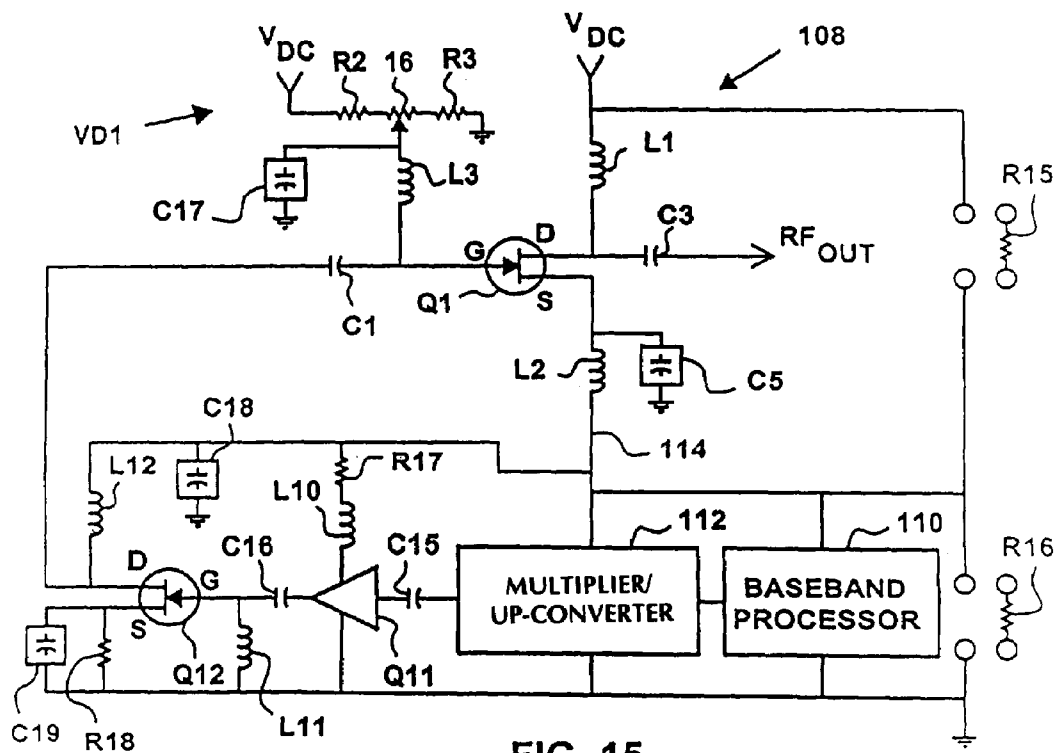 V DC
V DC
108
R2
16
R3
VD1
L1
L3
R15
C17
D
C3
G
RF OUT
Q1
S
C1
L2
C5
C18
114
L12
R17
L10
112
110
R16
C16
C15
D
G
MULTIPLIER/
UP-CONVERTER
BASEBAND
PROCESSOR
S
Q12
Q11
C19
R18
L11
FIG. 15